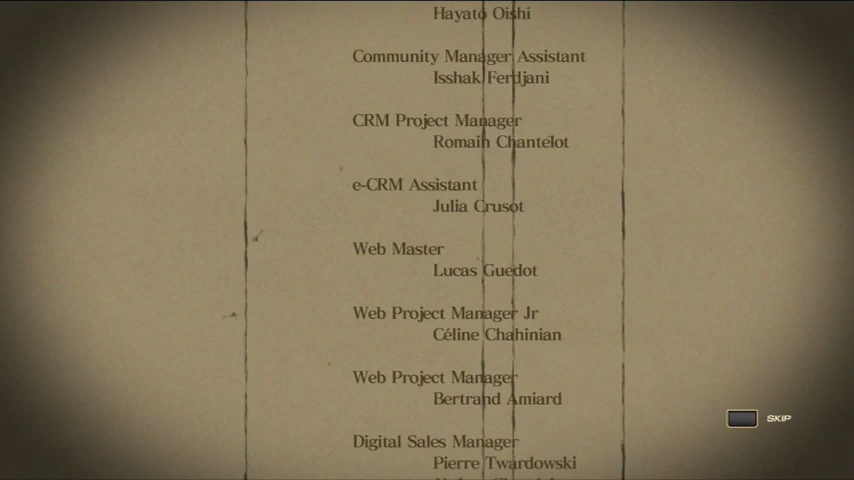 Hayato Oishi
Community Manager Assistant
Isshak Ferdjani
CRM Project Manager
Romain Chantelot
e-CRM Assistant
Julia Crusot
Web Master
Lucas Guedot
Web Project Manager Jr
Céline Chahinian
Web Project Manager
Bertrand Amiard
SKIP
Digital Sales Manager
Pierre Twardowski